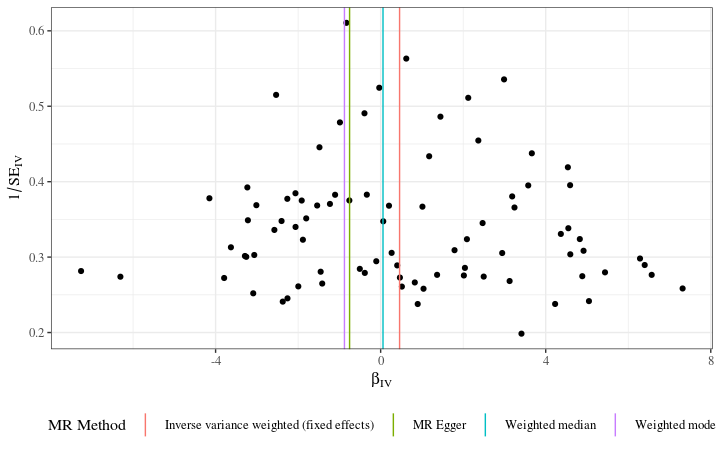 0.6
0.5
0.4
0.3
0.2
1/SE_IV
-4
0
4
8
β_IV
MR Method
Inverse variance weighted (fixed effects)
MR Egger
Weighted median
Weighted mode